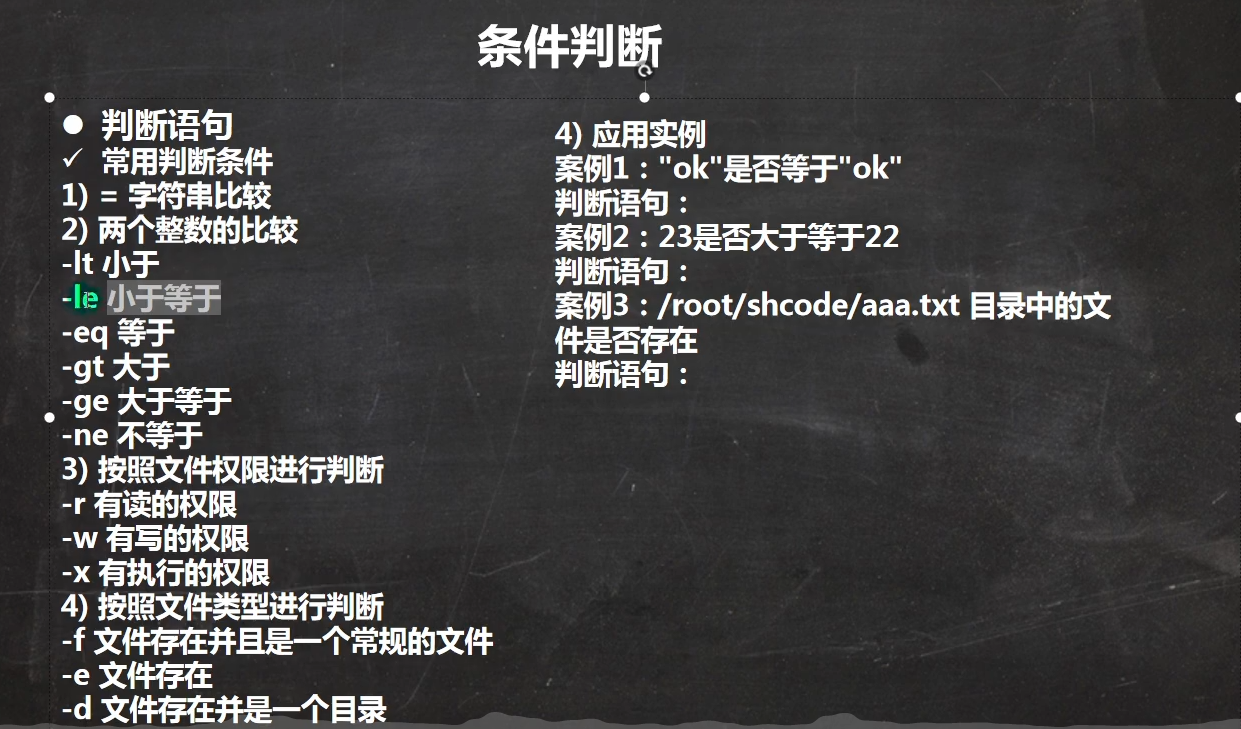 条件判断
● 判断语句
✓ 常用判断条件
1) = 字符串比较
2) 两个整数的比较
-lt 小于
-le 小于等于
-eq 等于
-gt 大于
-ge 大于等于
-ne 不等于
3) 按照文件权限进行判断
-r 有读的权限
-w 有写的权限
-x 有执行的权限
4) 按照文件类型进行判断
-f 文件存在并且是一个常规的文件
-e 文件存在
-d 文件存在并是一个目录
4) 应用实例
案例1："ok"是否等于"ok"
判断语句：
案例2：23是否大于等于22
判断语句：
案例3：/root/shcode/aaa.txt 目录中的文
件是否存在
判断语句：